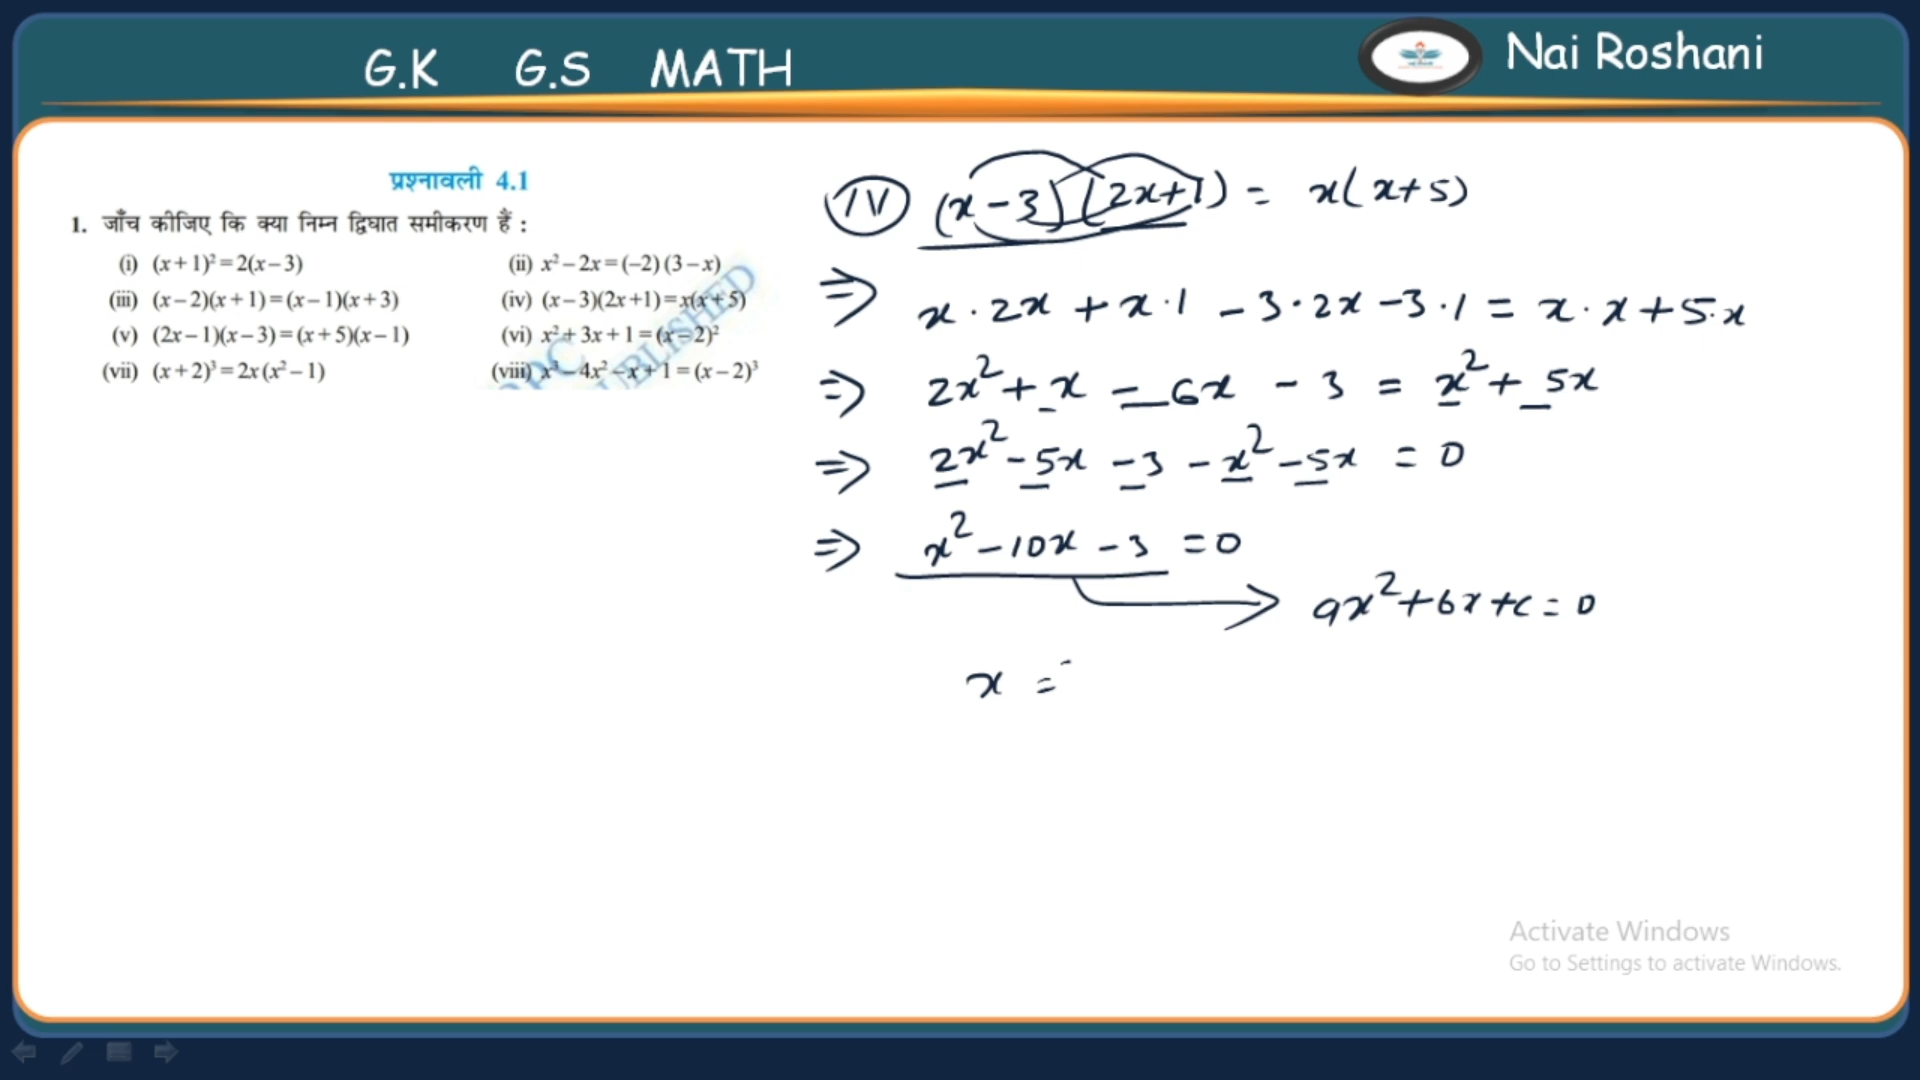 G.K G.S MATH
Nai Roshani
प्रश्नावली 4.1
1. जाँच कीजिए कि क्या निम्न द्विघात समीकरण हैं :
(i) (x + 1)² = 2(x – 3)
(ii) x² – 2x = (–2) (3 – x)
(iii) (x – 2)(x + 1) = (x – 1)(x + 3)
(iv) (x – 3)(2x +1) = x(x + 5)
(v) (2x – 1)(x – 3) = (x + 5)(x – 1)
(vi) x² + 3x + 1 = (x – 2)²
(vii) (x + 2)³ = 2x (x² – 1)
(viii) x³ – 4x² – x + 1 = (x – 2)³
IV (x – 3) (2x + 1) = x(x + 5)
⇒ x · 2x + x · 1 – 3 · 2x – 3 · 1 = x · x + 5 · x
⇒ 2x² + x – 6x – 3 = x² + 5x
⇒ 2x² – 5x – 3 – x² – 5x = 0
⇒ x² – 10x – 3 = 0
ax² + bx + c = 0
x =
Activate Windows
Go to Settings to activate Windows.